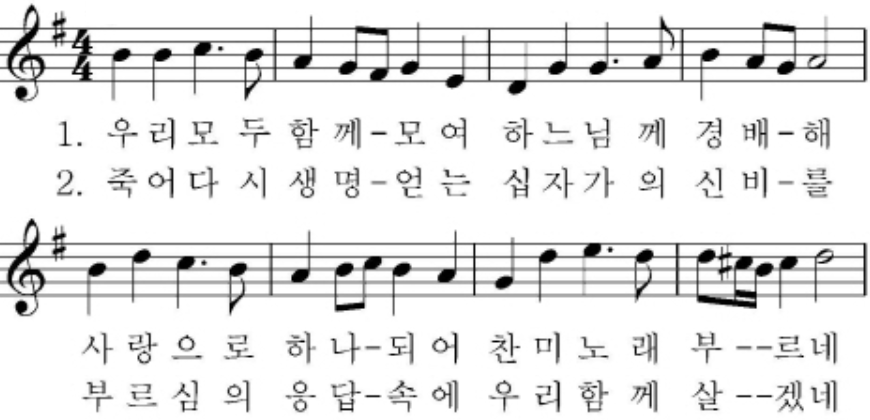 4
4
1. 우리모 두 함 께-모 여 하느님 께 경 배-해
2. 죽어다 시 생 명-얻 는 십자가 의 신 비-를
사 랑 으 로 하 나-되 어 찬 미 노 래 부 --르네
부 르 심 의 응 답-속 에 우 리 함 께 살 --겠네